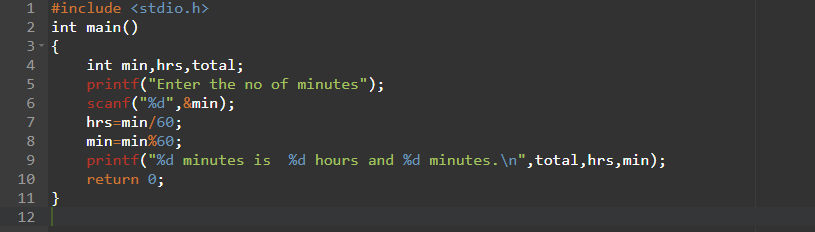 1 #include <stdio.h>
2 int main()
3 {
4     int min,hrs,total;
5     printf("Enter the no of minutes");
6     scanf("%d",&min);
7     hrs=min/60;
8     min=min%60;
9     printf("%d minutes is  %d hours and %d minutes.\n",total,hrs,min);
10     return 0;
11 }
12